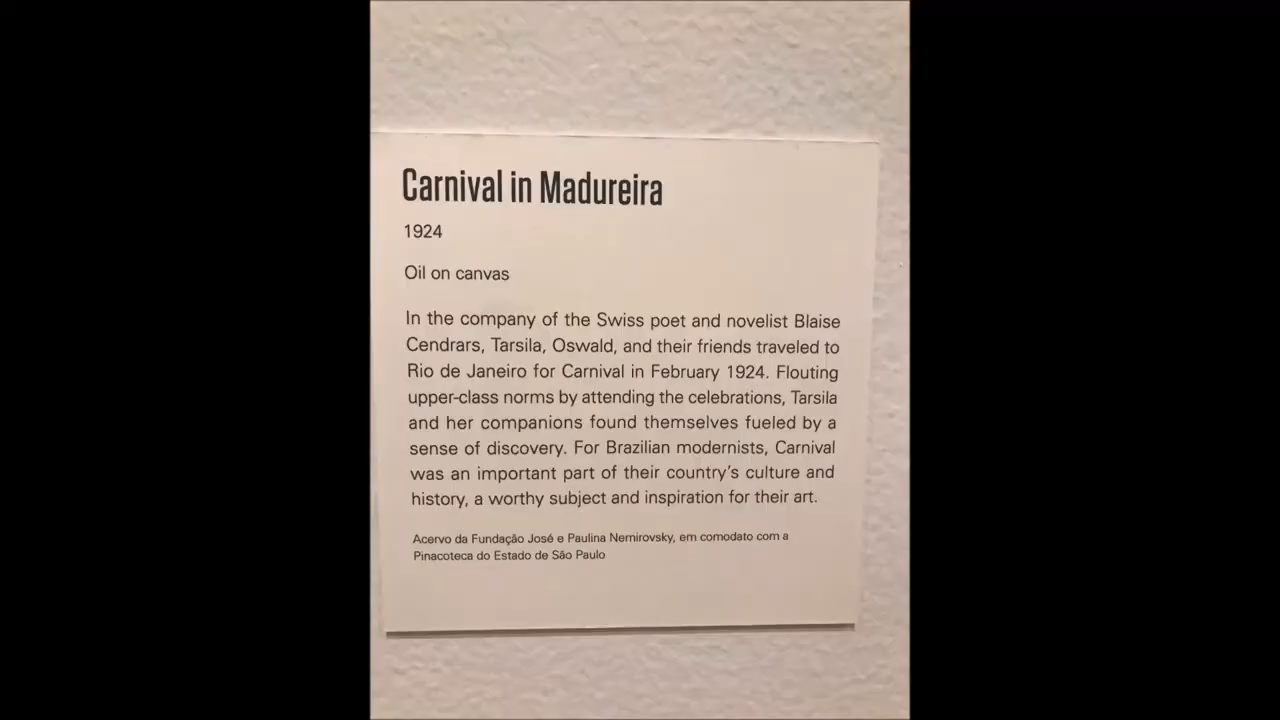 Carnival in Madureira
1924
Oil on canvas
In the company of the Swiss poet and novelist Blaise
Cendrars, Tarsila, Oswald, and their friends traveled to
Rio de Janeiro for Carnival in February 1924. Flouting
upper-class norms by attending the celebrations, Tarsila
and her companions found themselves fueled by a
sense of discovery. For Brazilian modernists, Carnival
was an important part of their country's culture and
history, a worthy subject and inspiration for their art.
Acervo da Fundação José e Paulina Nemirovsky, em comodato com a
Pinacoteca do Estado de São Paulo